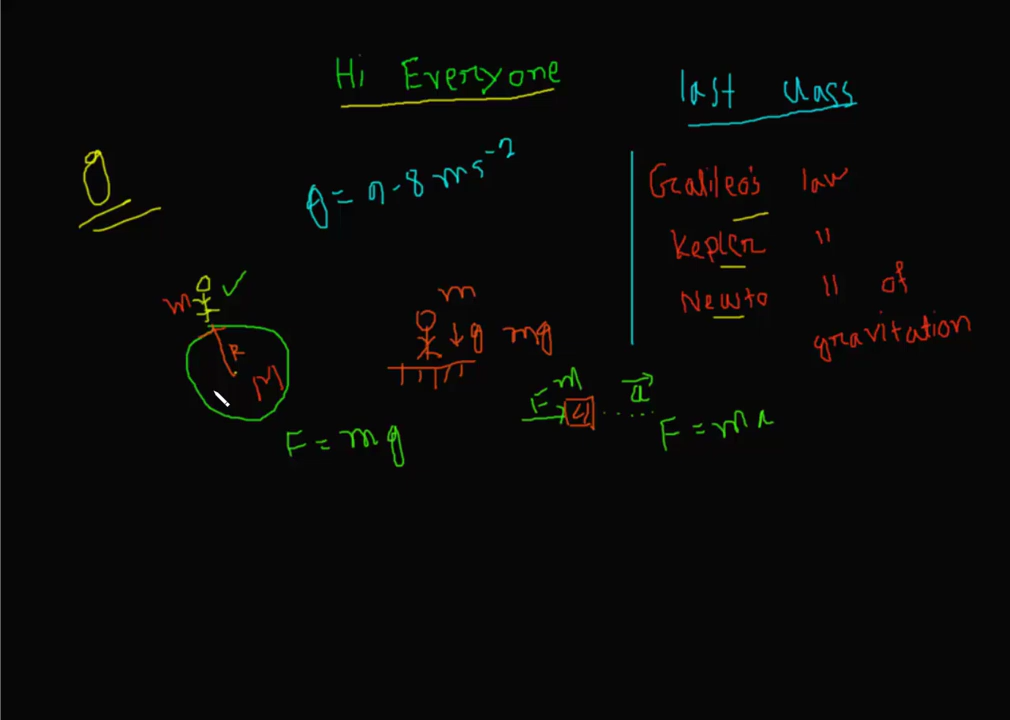 Hi Everyone
last class
g
g = 9.8 ms⁻²
Galileo's law
Kepler "
Newto " of
gravitation
m
R
M
m
g mg
F m a
F = mg
F = ma